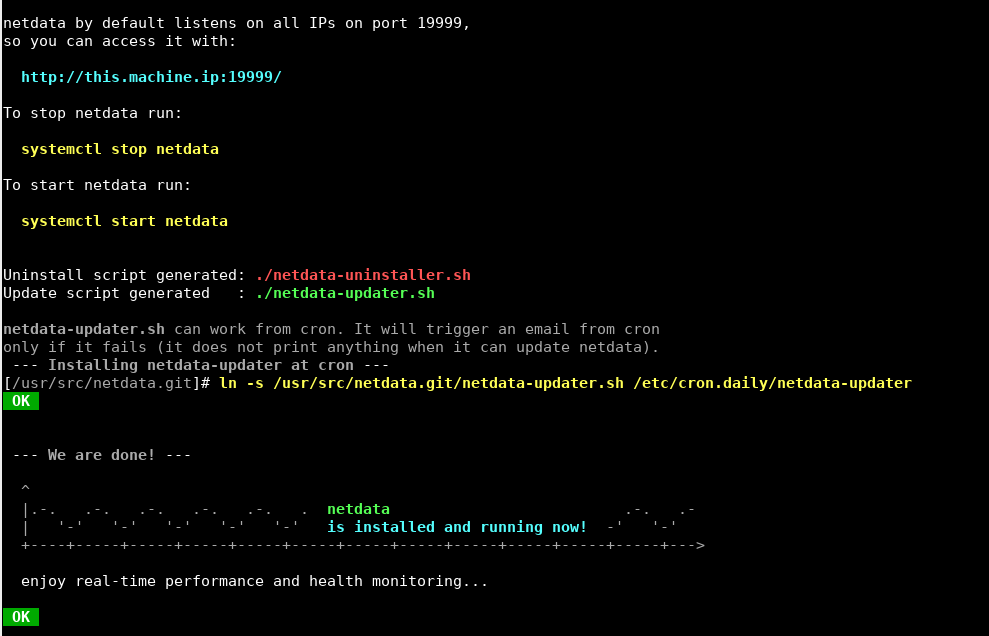 netdata by default listens on all IPs on port 19999,
so you can access it with:
http://this.machine.ip:19999/
To stop netdata run:
systemctl stop netdata
To start netdata run:
systemctl start netdata
Uninstall script generated: ./netdata-uninstaller.sh
Update script generated   : ./netdata-updater.sh
netdata-updater.sh can work from cron. It will trigger an email from cron
only if it fails (it does not print anything when it can update netdata).
 --- Installing netdata-updater at cron ---
[/usr/src/netdata.git]# ln -s /usr/src/netdata.git/netdata-updater.sh /etc/cron.daily/netdata-updater
 OK
 --- We are done! ---
  ^
  |.-.   .-.   .-.   .-.   .-.   .  netdata                          .-.   .-
  |   '-'   '-'   '-'   '-'   '-'   is installed and running now!  -'   '-'
  +----+-----+-----+-----+-----+-----+-----+-----+-----+-----+-----+-----+--->
  enjoy real-time performance and health monitoring...
 OK